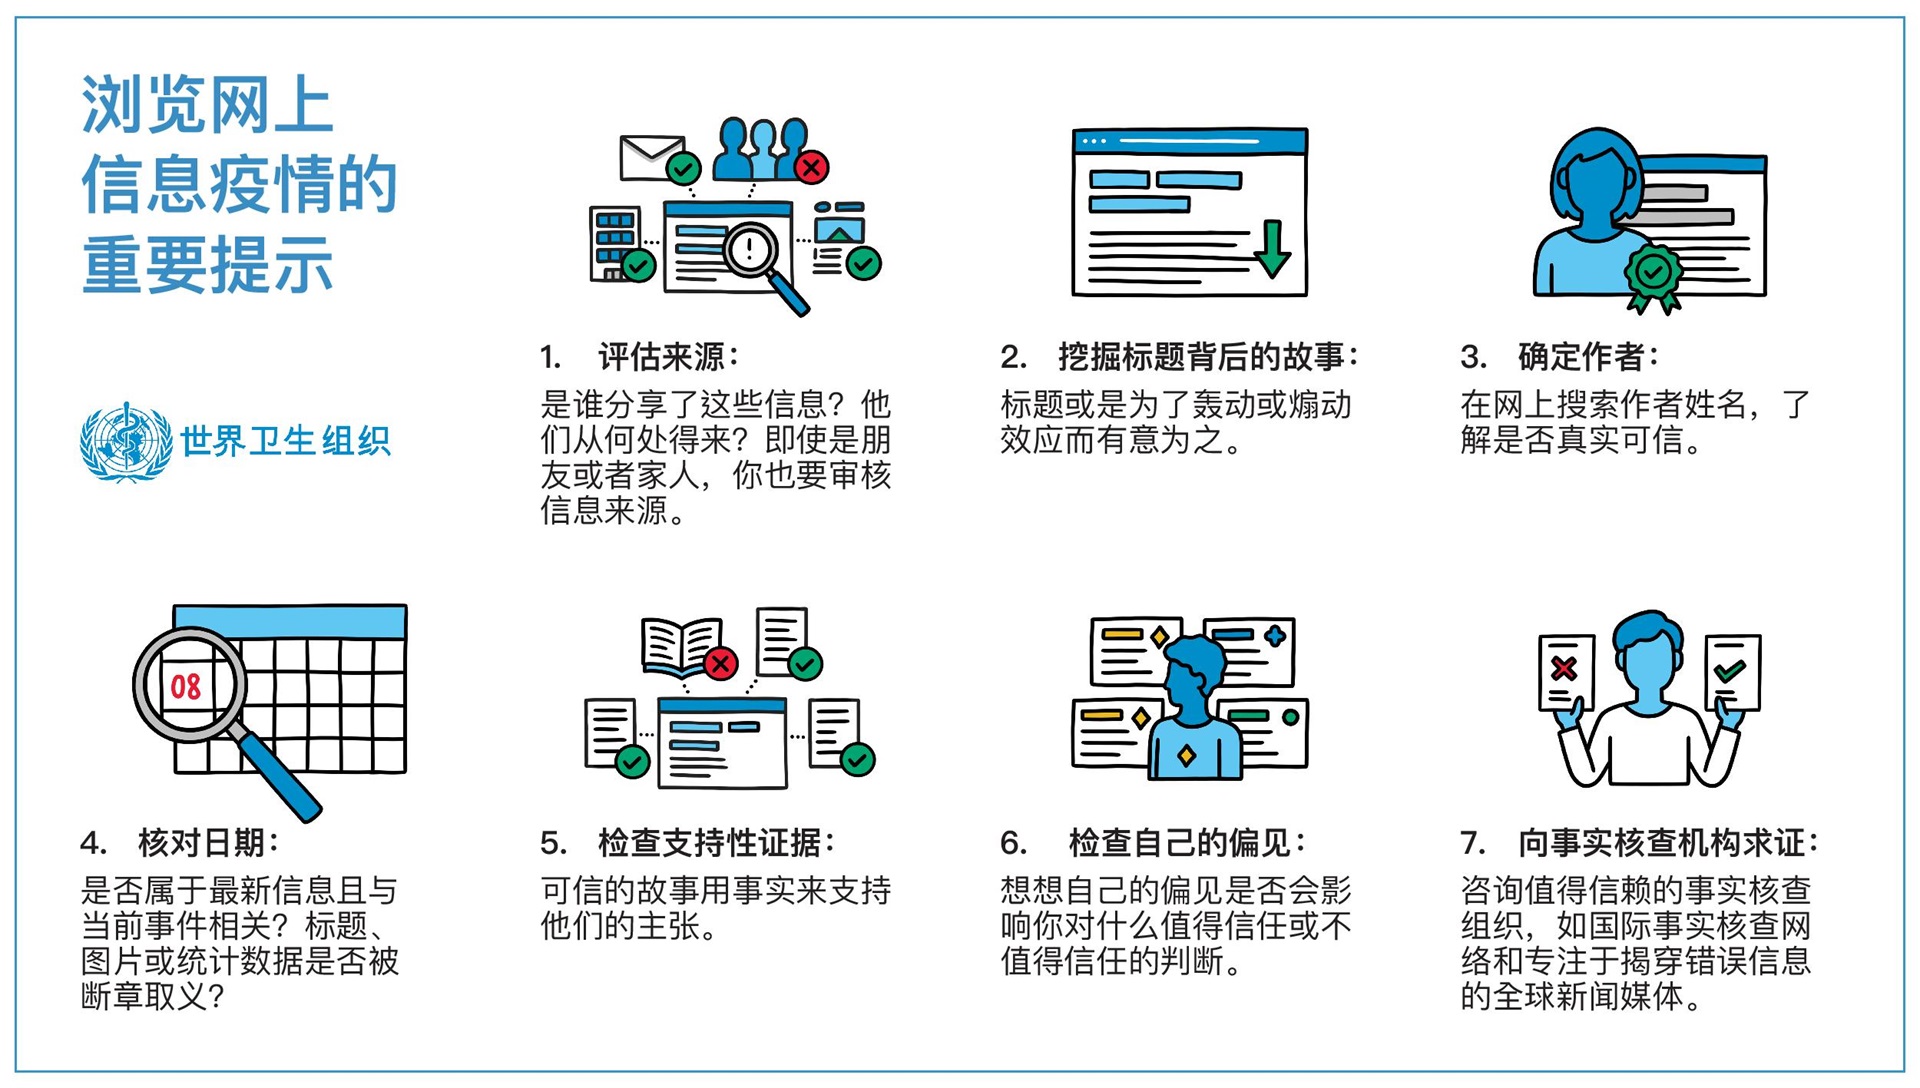 浏览网上
信息疫情的
重要提示
世界卫生组织
1. 评估来源：
是谁分享了这些信息？他
们从何处得来？即使是朋
友或者家人，你也要审核
信息来源。
2. 挖掘标题背后的故事：
标题或是为了轰动或煽动
效应而有意为之。
3. 确定作者：
在网上搜索作者姓名，了
解是否真实可信。
08
4. 核对日期：
是否属于最新信息且与
当前事件相关？标题、
图片或统计数据是否被
断章取义？
5. 检查支持性证据：
可信的故事用事实来支持
他们的主张。
6. 检查自己的偏见：
想想自己的偏见是否会影
响你对什么值得信任或不
值得信任的判断。
7. 向事实核查机构求证：
咨询值得信赖的事实核查
组织，如国际事实核查网
络和专注于揭穿错误信息
的全球新闻媒体。